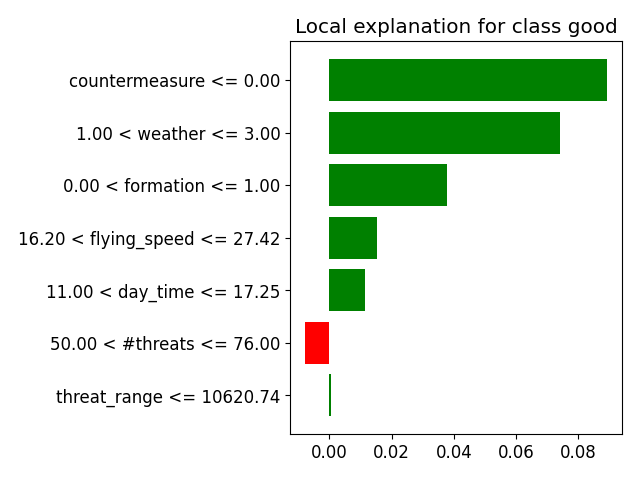 Local explanation for class good
countermeasure <= 0.00
1.00 < weather <= 3.00
0.00 < formation <= 1.00
16.20 < flying_speed <= 27.42
11.00 < day_time <= 17.25
50.00 < #threats <= 76.00
threat_range <= 10620.74
0.00 0.02 0.04 0.06 0.08